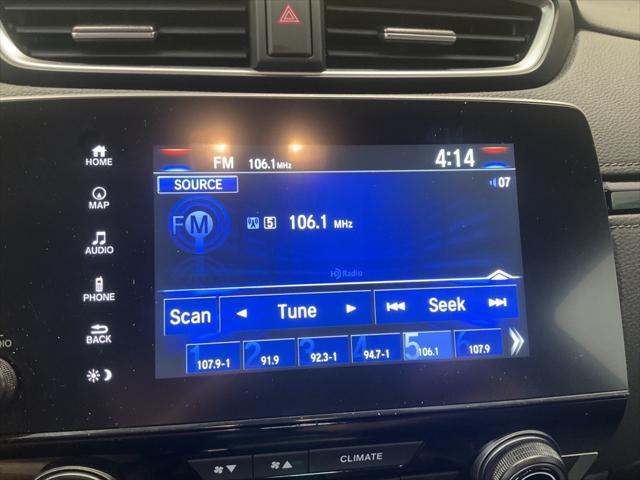 HOME
MAP
AUDIO
PHONE
BACK
FM 106.1 MHz 4:14
SOURCE 07
FM 5 106.1 MHz
HD Radio
Scan Tune Seek
1 107.9-1 2 91.9 3 92.3-1 4 94.7-1 5 106.1 6 107.9
CLIMATE